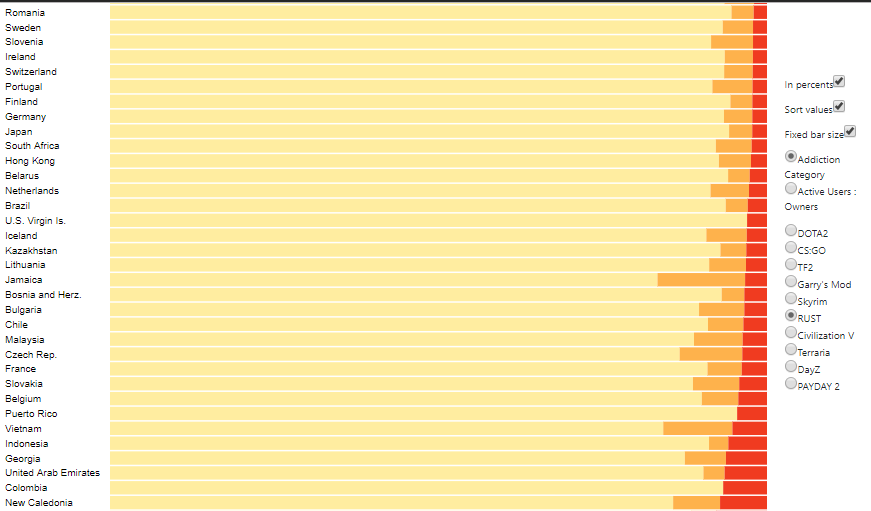 Romania
Sweden
Slovenia
Ireland
Switzerland
Portugal
Finland
Germany
Japan
South Africa
Hong Kong
Belarus
Netherlands
Brazil
U.S. Virgin Is.
Iceland
Kazakhstan
Lithuania
Jamaica
Bosnia and Herz.
Bulgaria
Chile
Malaysia
Czech Rep.
France
Slovakia
Belgium
Puerto Rico
Vietnam
Indonesia
Georgia
United Arab Emirates
Colombia
New Caledonia
In percents
Sort values
Fixed bar size
Addiction
Category
Active Users :
Owners
DOTA2
CS:GO
TF2
Garry's Mod
Skyrim
RUST
Civilization V
Terraria
DayZ
PAYDAY 2